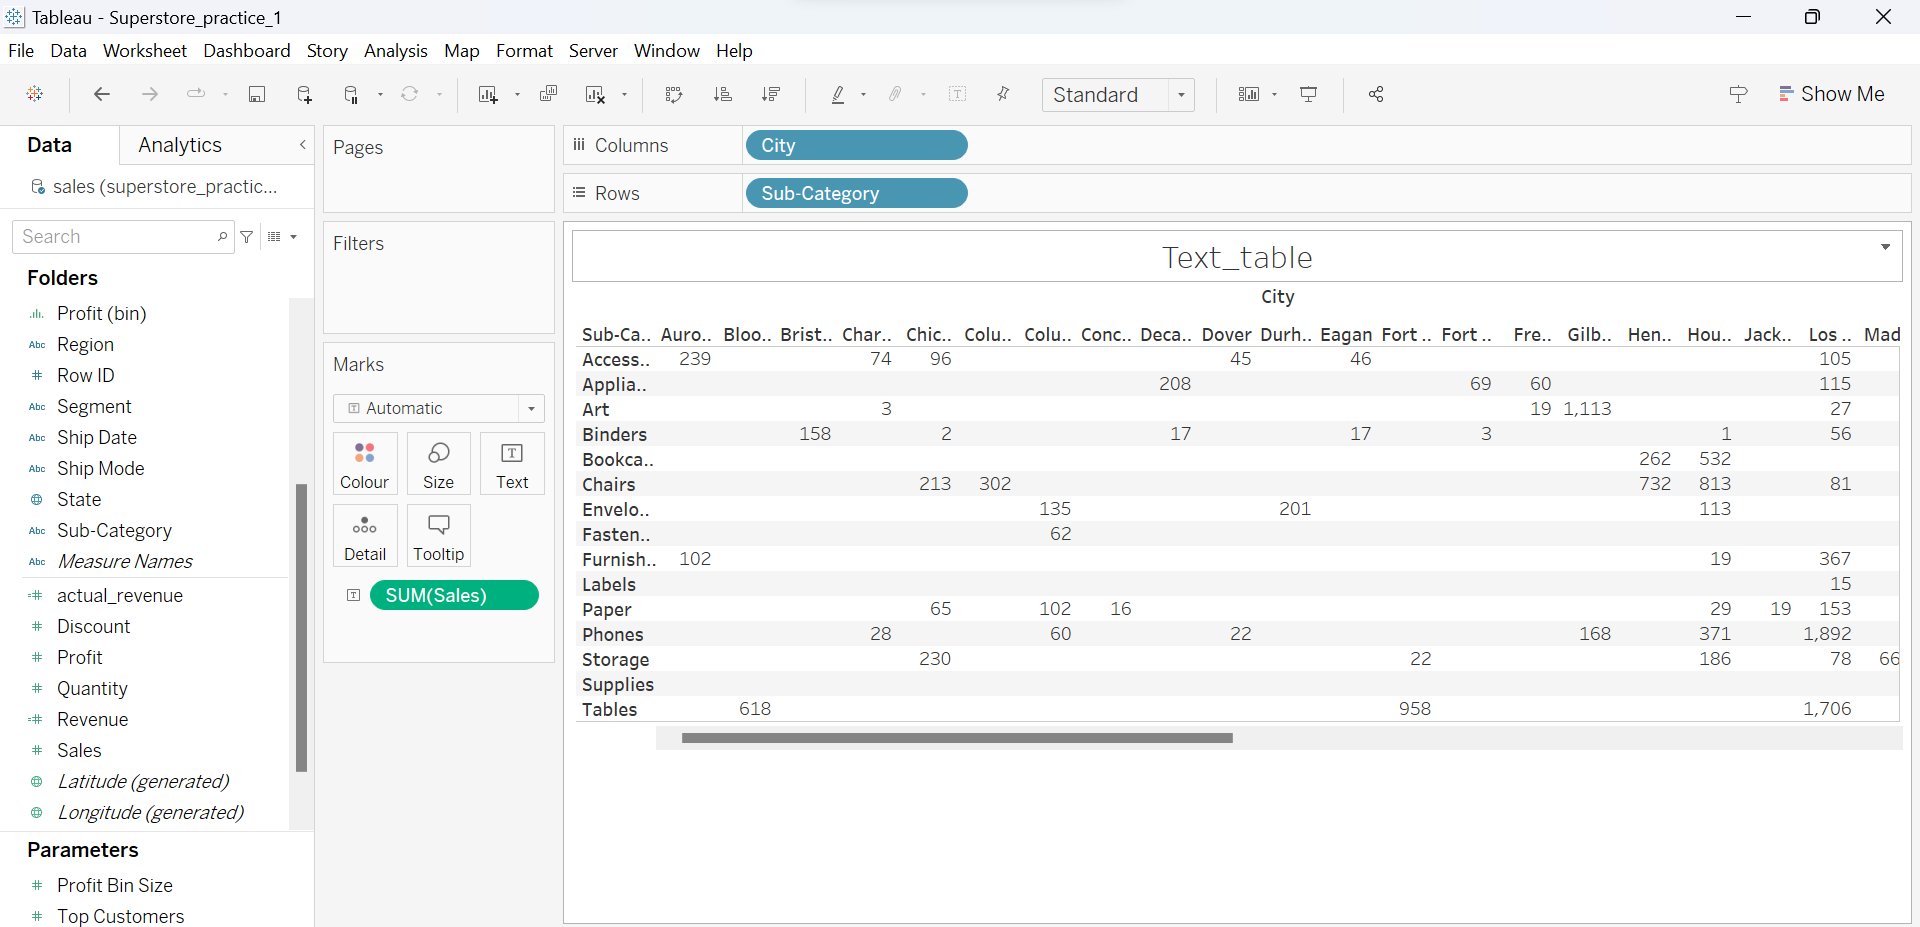 Tableau - Superstore_practice_1
File Data Worksheet Dashboard Story Analysis Map Format Server Window Help
Standard
Show Me
Data Analytics
sales (superstore_practic...
Search
Folders
Profit (bin)
Abc Region
Row ID
Abc Segment
Abc Ship Date
Abc Ship Mode
State
Abc Sub-Category
Abc Measure Names
actual_revenue
Discount
Profit
Quantity
Revenue
Sales
Latitude (generated)
Longitude (generated)
Parameters
Profit Bin Size
Top Customers
Pages
Filters
Marks
Automatic
Colour Size Text
Detail Tooltip
SUM(Sales)
Columns City
Rows Sub-Category
Text_table
City
Sub-Ca.. Auro.. Bloo.. Brist.. Char.. Chic.. Colu.. Colu.. Conc.. Deca.. Dover Durh.. Eagan Fort .. Fort .. Fre.. Gilb.. Hen.. Hou.. Jack.. Los .. Mad
Access.. 239 74 96 45 46 105
Applia.. 208 69 60 115
Art 3 19 1,113 27
Binders 158 2 17 17 3 1 56
Bookca.. 262 532
Chairs 213 302 732 813 81
Envelo.. 135 201 113
Fasten.. 62
Furnish.. 102 19 367
Labels 15
Paper 65 102 16 29 19 153
Phones 28 60 22 168 371 1,892
Storage 230 22 186 78 66
Supplies
Tables 618 958 1,706